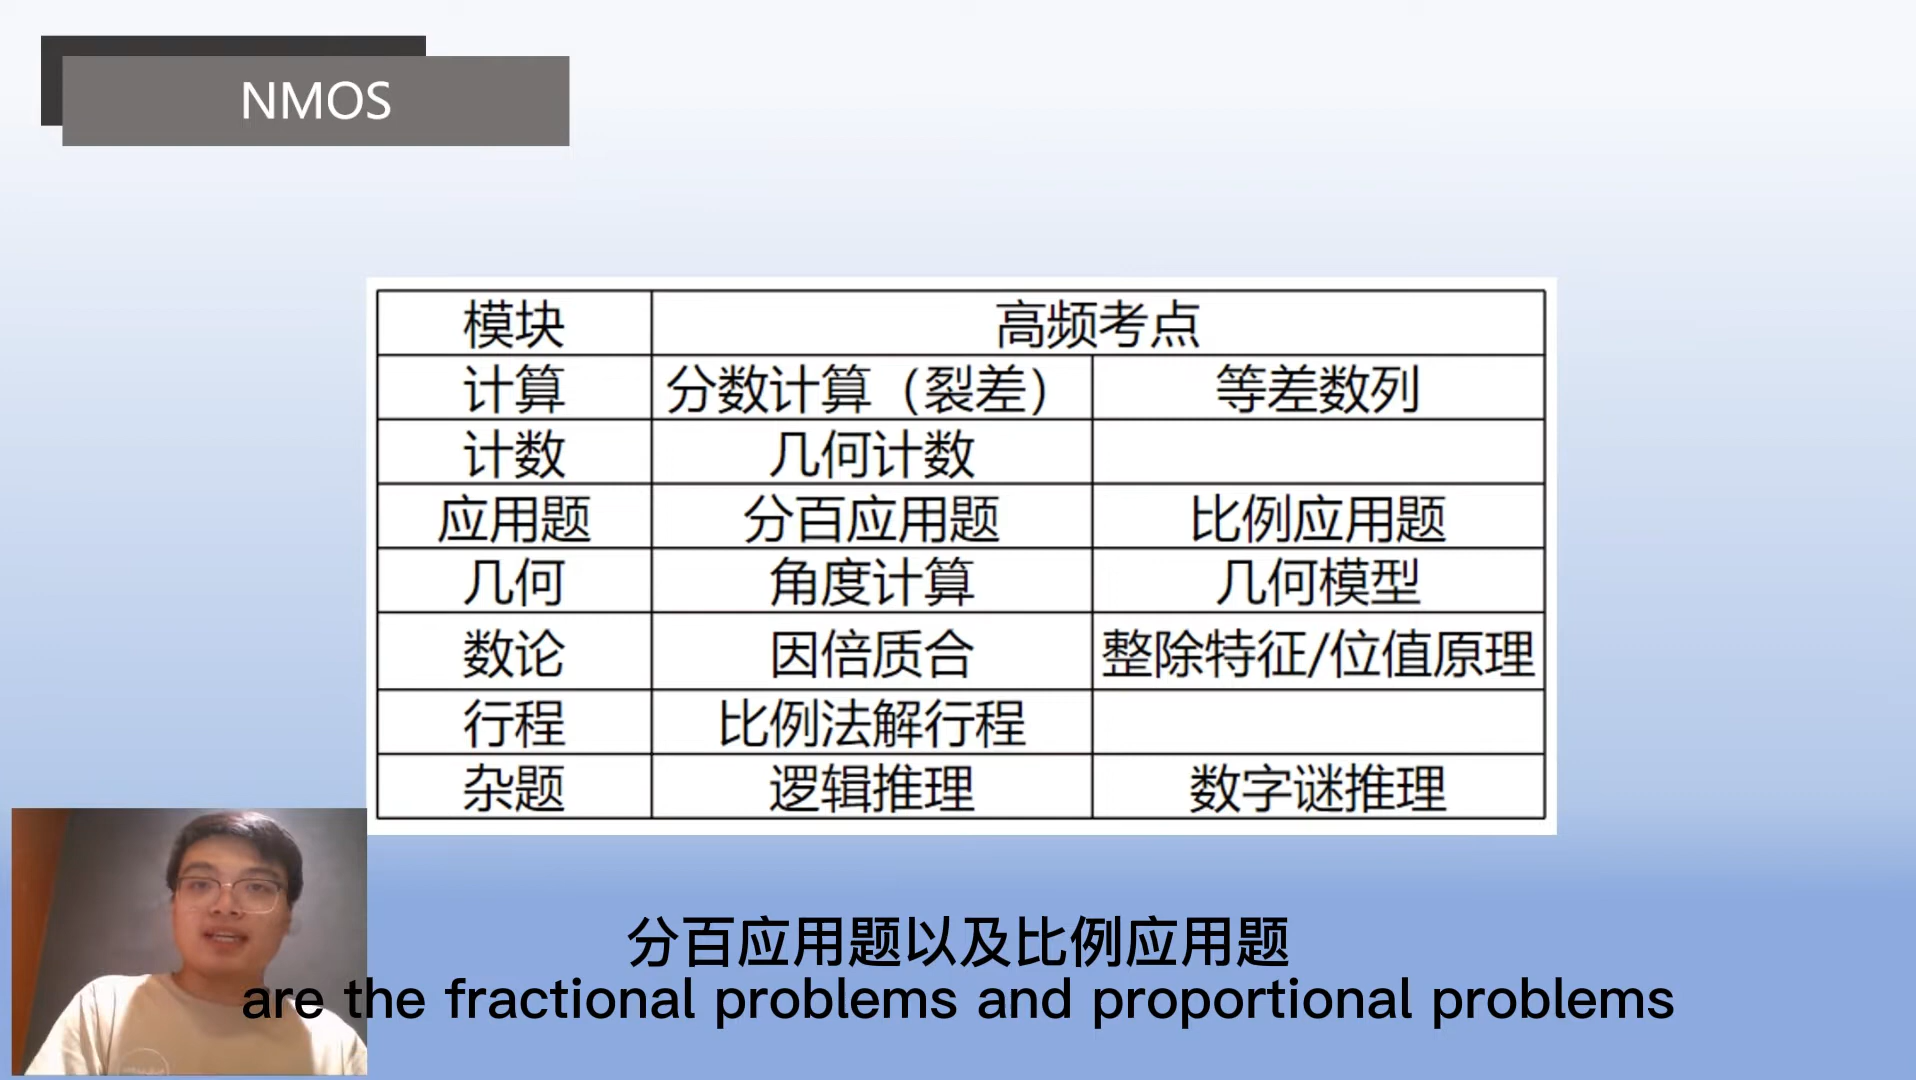 NMOS
模块 高频考点
计算 分数计算（裂差） 等差数列
计数 几何计数
应用题 分百应用题 比例应用题
几何 角度计算 几何模型
数论 因倍质合 整除特征/位值原理
行程 比例法解行程
杂题 逻辑推理 数字谜推理
分百应用题以及比例应用题
are the fractional problems and proportional problems